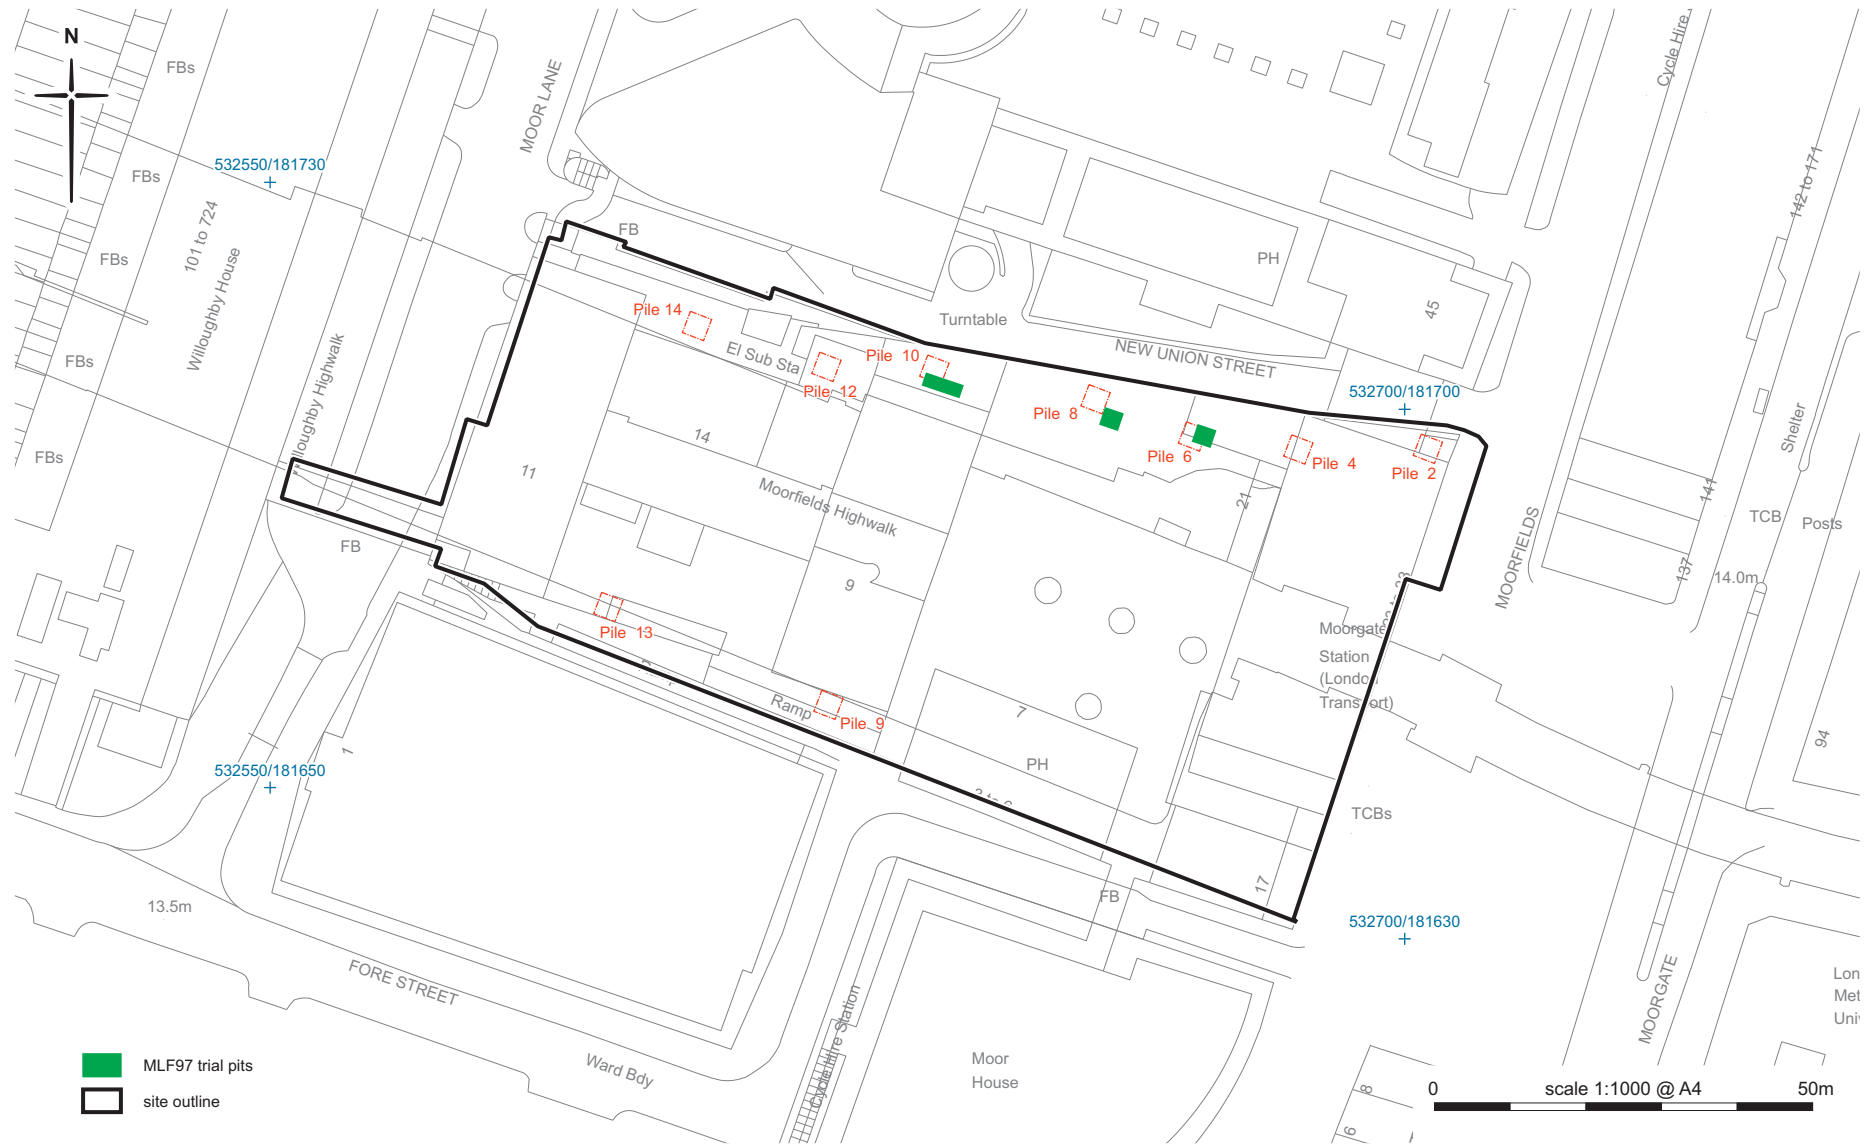 N
FBs
MOOR LANE
Cycle Hire
532550/181730
FBs
142 to 171
101 to 724
FB
FBs
Willoughby House
PH
45
Pile 14
Turntable
El Sub Sta
Pile 10
NEW UNION STREET
FBs
Pile 12
532700/181700
Pile 8
Willoughby Highwalk
Shelter
14
Pile 6
Pile 4
Pile 2
FBs
11
Moorfields Highwalk
21
141
TCB
Posts
FB
MOORFIELDS
9
137
14.0m
Pile 13
Moorgate
Station
(London
Transport)
Ramp
Pile 9
7
94
1
532550/181650
PH
TCBs
17
FB
13.5m
532700/181630
FORE STREET
Lon
Met
Univ
MOORGATE
Cycle Hire Station
Moor
House
Ward Bdy
MLF97 trial pits
site outline
8
6
0
scale 1:1000 @ A4
50m